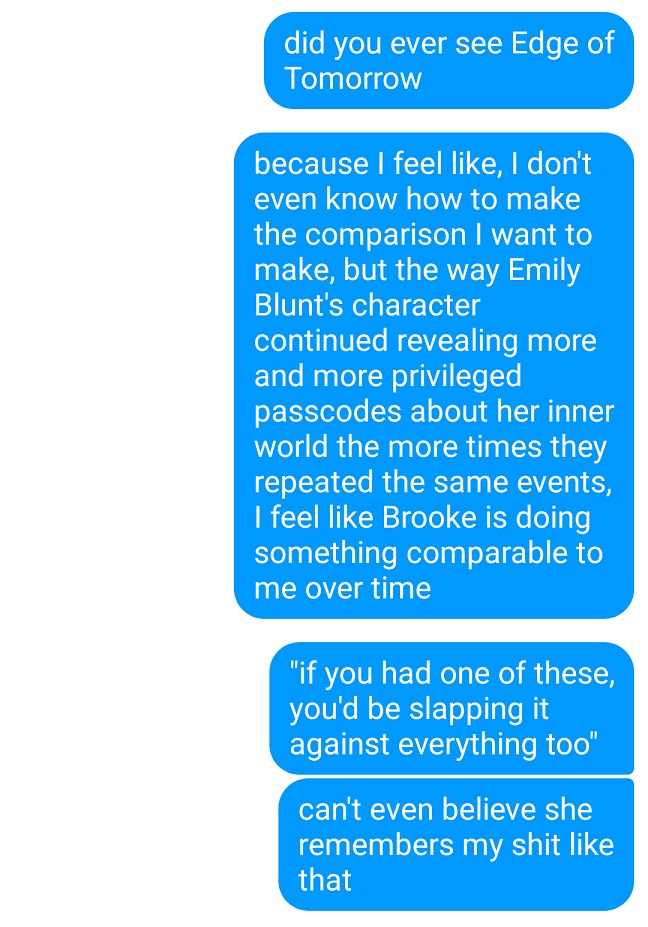 did you ever see Edge of
Tomorrow
because I feel like, I don't
even know how to make
the comparison I want to
make, but the way Emily
Blunt's character
continued revealing more
and more privileged
passcodes about her inner
world the more times they
repeated the same events,
I feel like Brooke is doing
something comparable to
me over time
"if you had one of these,
you'd be slapping it
against everything too"
can't even believe she
remembers my shit like
that